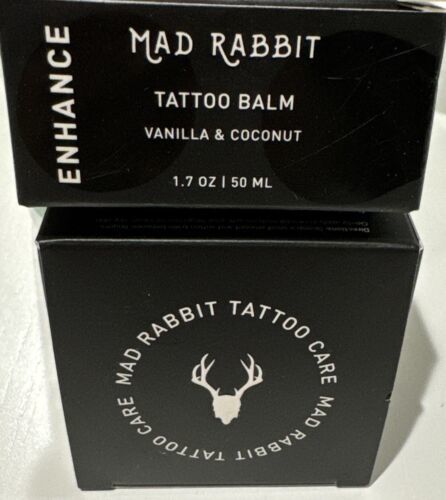 ENHANCE
MAD RABBIT
TATTOO BALM
VANILLA & COCONUT
1.7 OZ | 50 ML
MAD RABBIT TATTOO CARE
MAD RABBIT TATTOO CARE